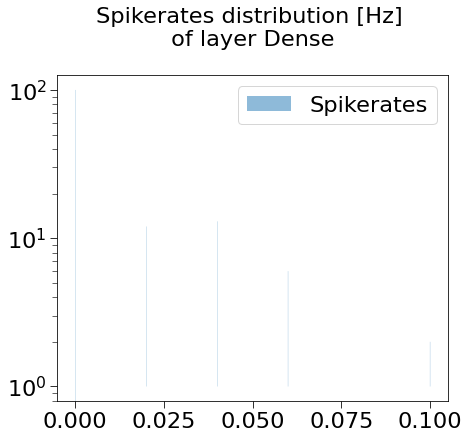 Spikerates distribution [Hz]
of layer Dense
Spikerates
10²
10¹
10⁰
0.000 0.025 0.050 0.075 0.100